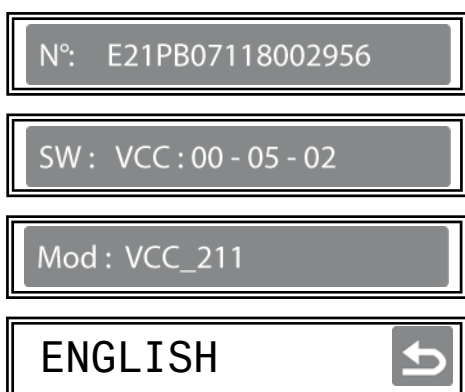 N°: E21PB07118002956
SW : VCC : 00 - 05 - 02
Mod : VCC_211
ENGLISH